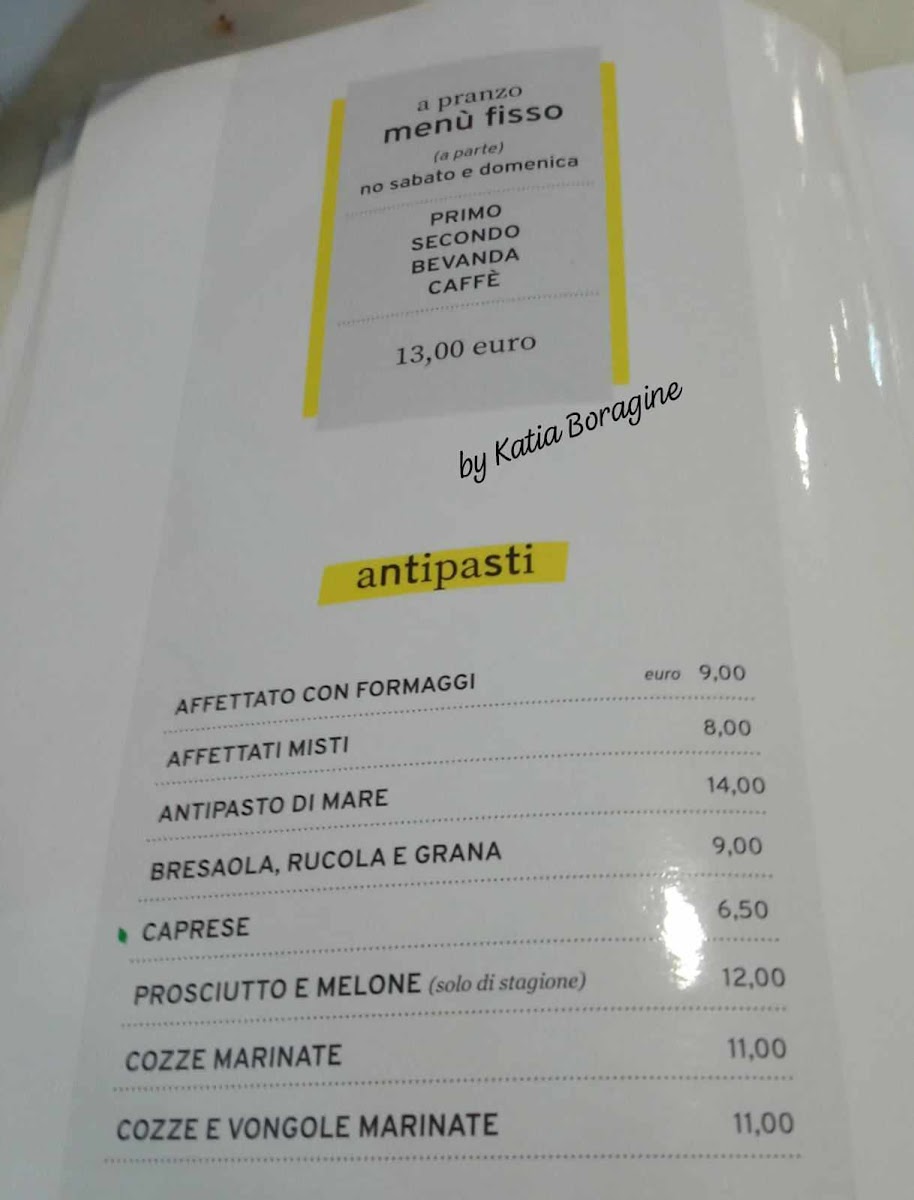 a pranzo
menù fisso
(a parte)
no sabato e domenica
PRIMO
SECONDO
BEVANDA
CAFFÈ
13,00 euro
by Katia Boragine
antipasti
AFFETTATO CON FORMAGGI euro 9,00
AFFETTATI MISTI 8,00
ANTIPASTO DI MARE 14,00
BRESAOLA, RUCOLA E GRANA 9,00
CAPRESE 6,50
PROSCIUTTO E MELONE (solo di stagione) 12,00
COZZE MARINATE 11,00
COZZE E VONGOLE MARINATE 11,00